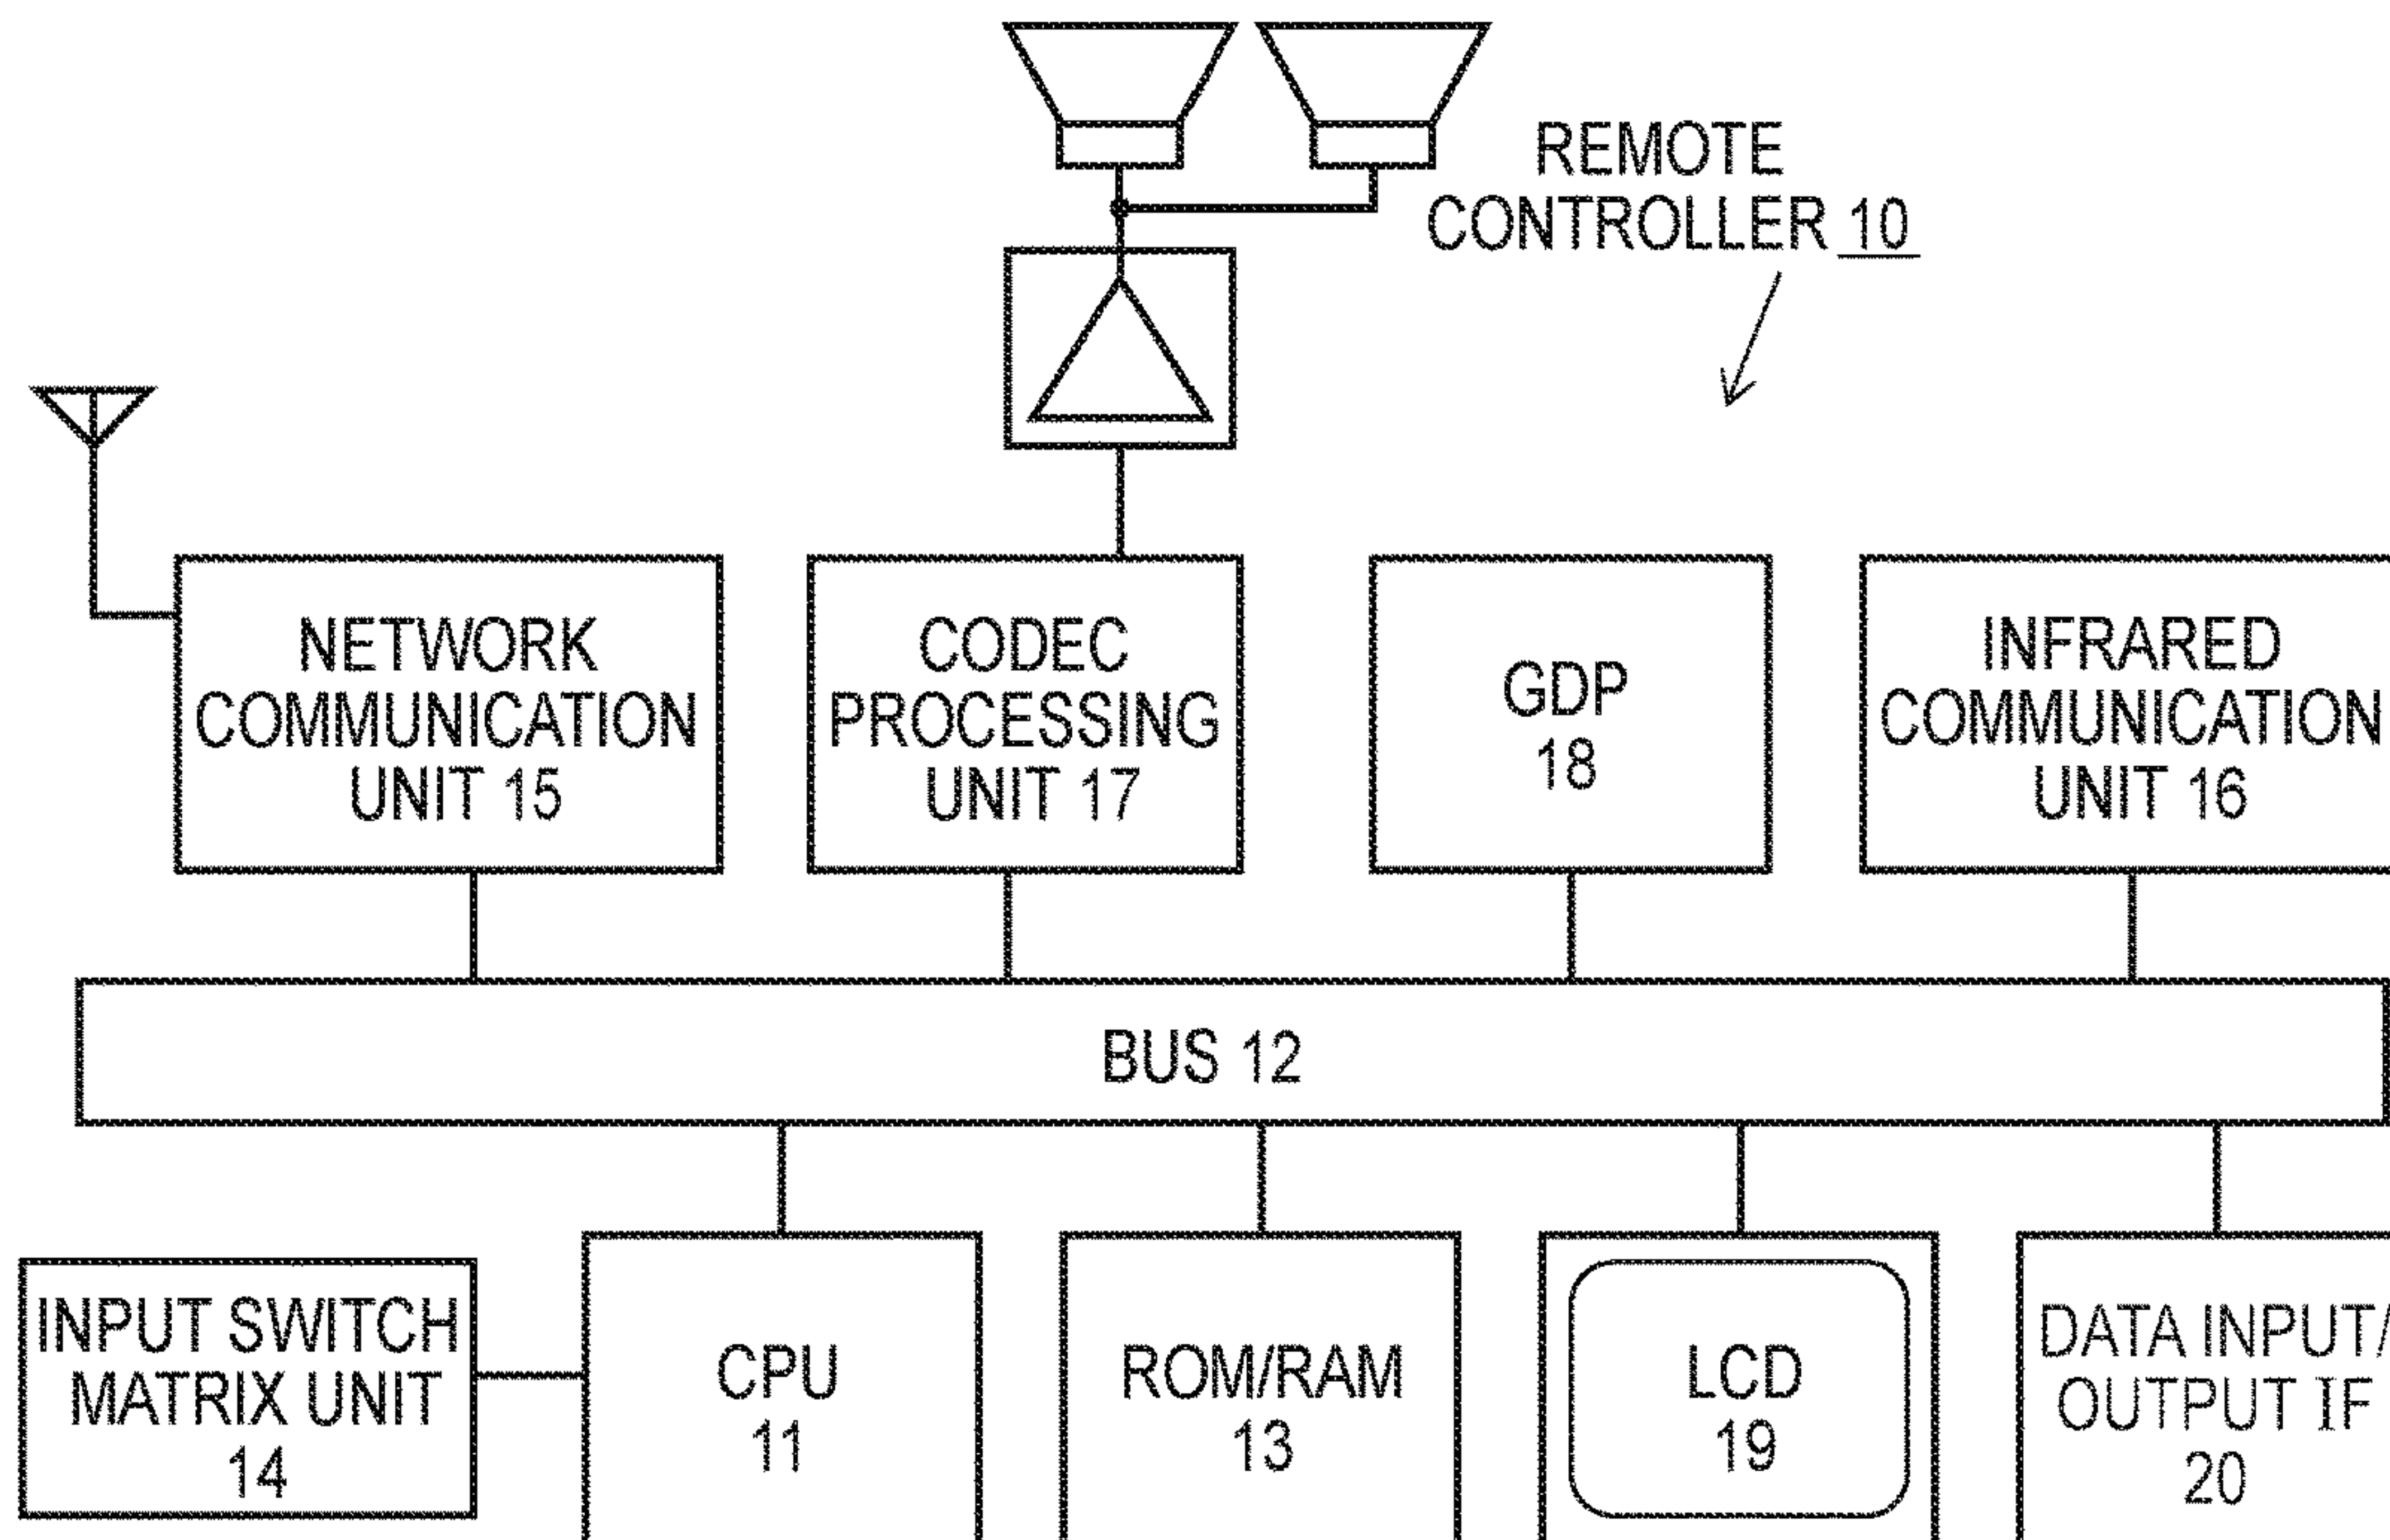 REMOTE
CONTROLLER 10
NETWORK
COMMUNICATION
UNIT 15
CODEC
PROCESSING
UNIT 17
GDP
18
INFRARED
COMMUNICATION
UNIT 16
BUS 12
INPUT SWITCH
MATRIX UNIT
14
CPU
11
ROM/RAM
13
LCD
19
DATA INPUT/
OUTPUT IF
20